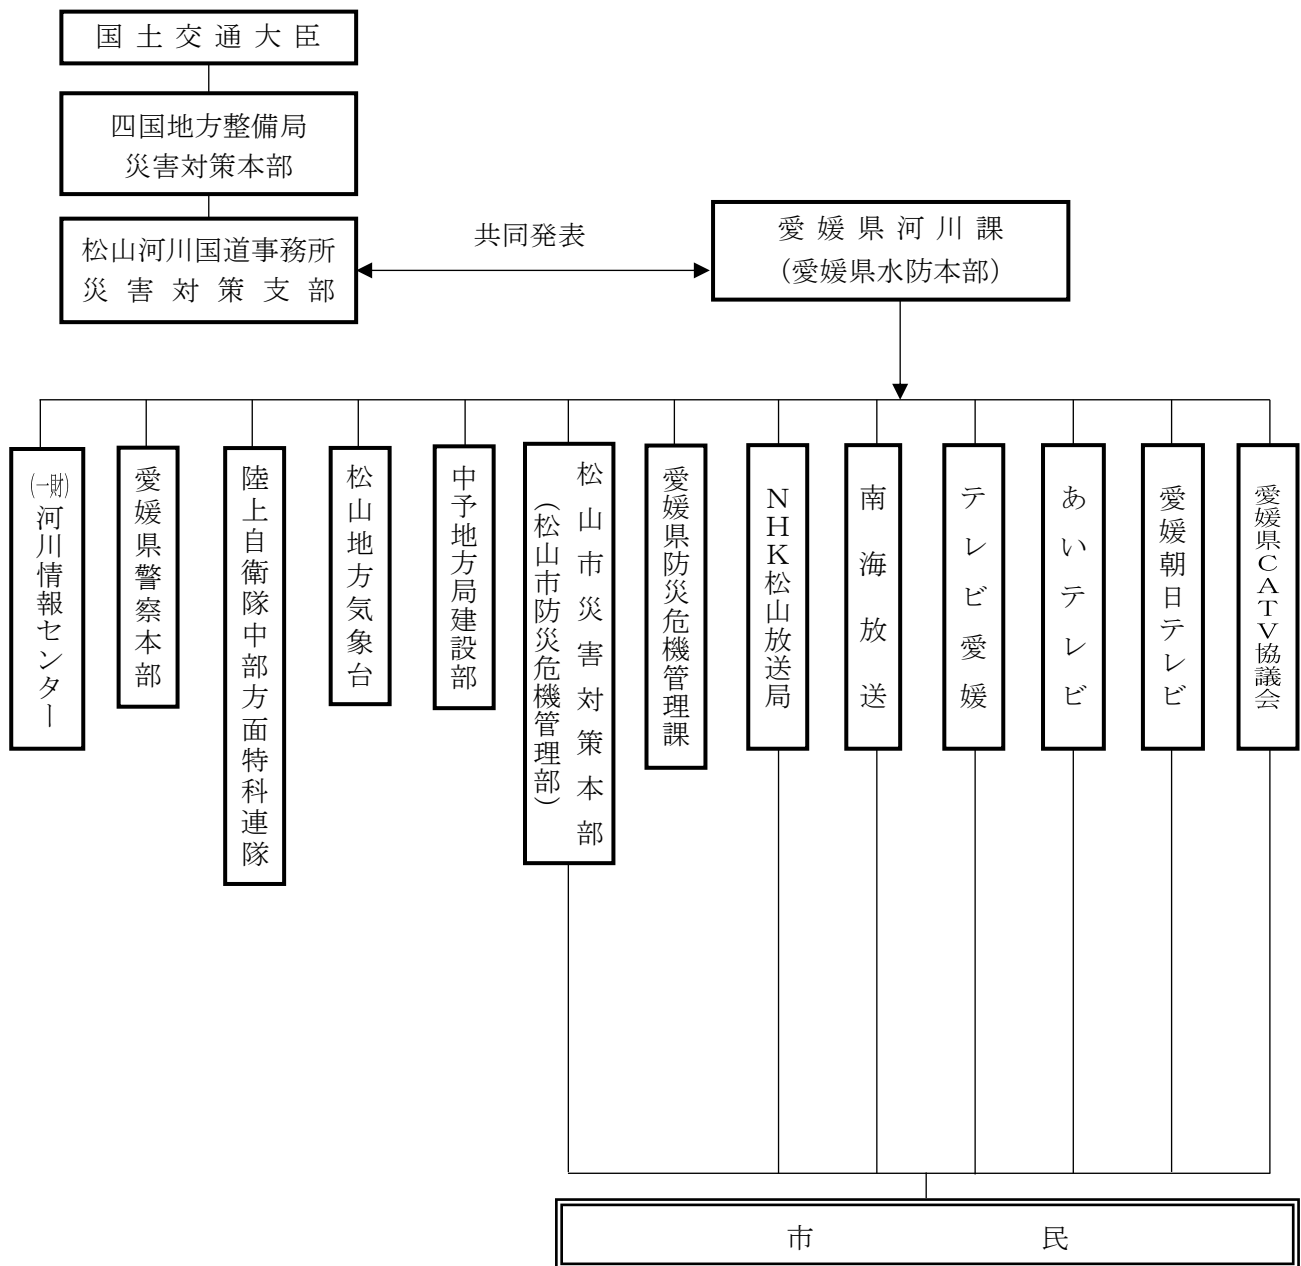 国土交通大臣
四国地方整備局
災害対策本部
松山河川国道事務所
災害対策支部
共同発表
愛媛県河川課
（愛媛県水防本部）
(一財)河川情報センター
愛媛県警察本部
陸上自衛隊中部方面特科連隊
松山地方気象台
中予地方局建設部
松山市災害対策本部
（松山市防災危機管理部）
愛媛県防災危機管理課
NHK松山放送局
南海放送
テレビ愛媛
あいテレビ
愛媛朝日テレビ
愛媛県CATV協議会
市民